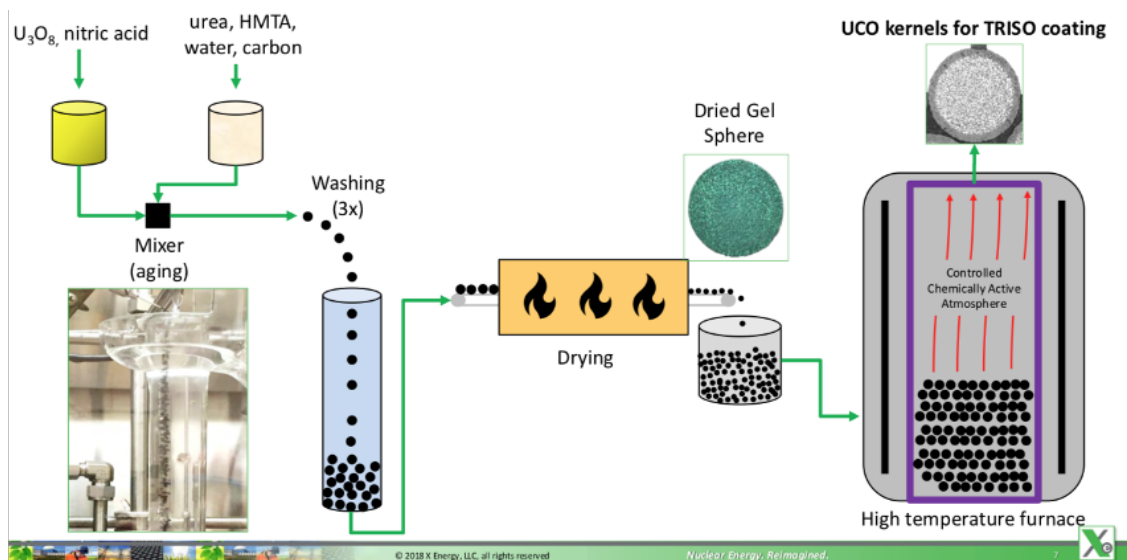 U₃O₈, nitric acid
urea, HMTA,
water, carbon
Mixer
(aging)
Washing
(3x)
Drying
Dried Gel
Sphere
UCO kernels for TRISO coating
Controlled
Chemically Active
Atmosphere
High temperature furnace
© 2018 X Energy, LLC, all rights reserved
Nuclear Energy. Reimagined.
7
X